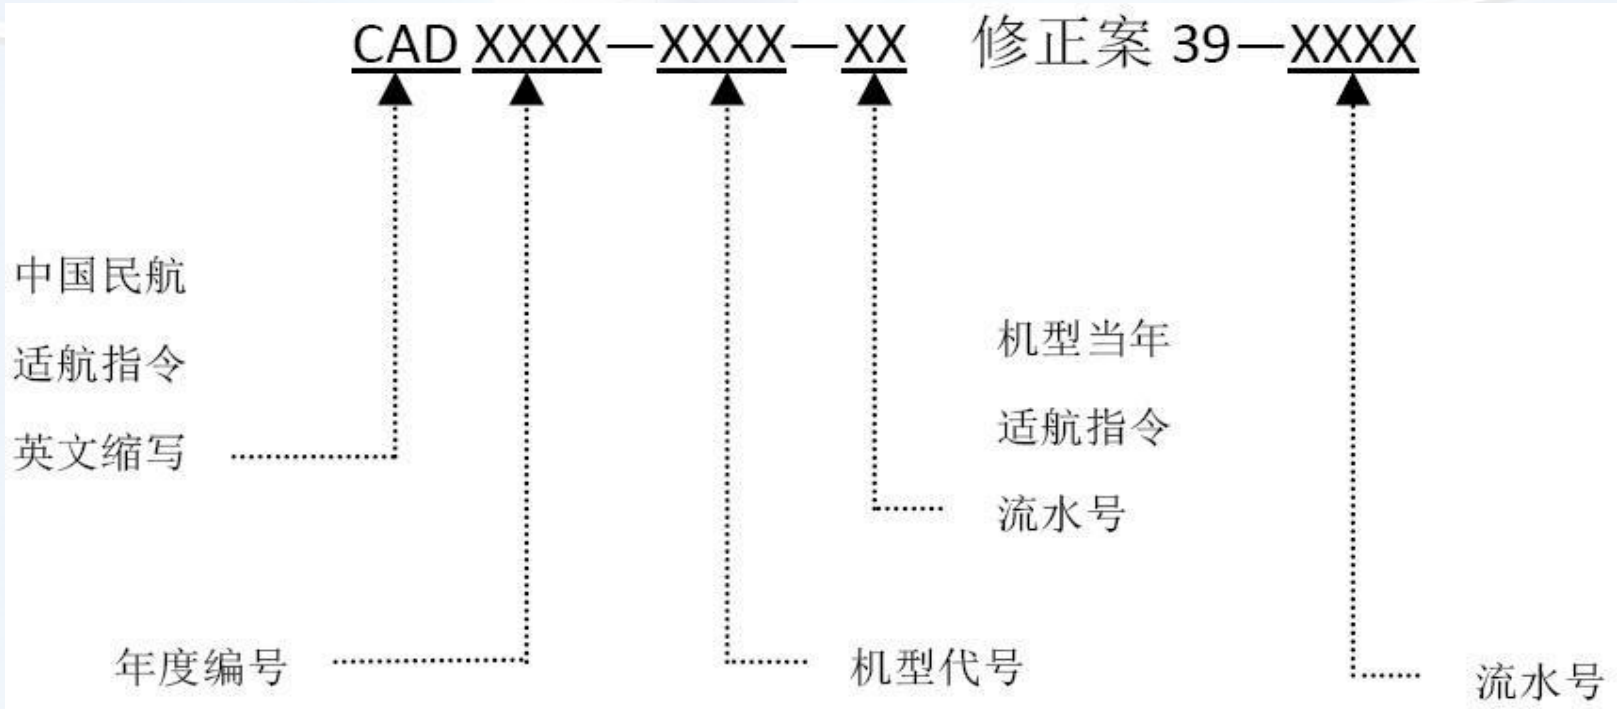 CAD XXXX—XXXX—XX 修正案 39—XXXX
中国民航
适航指令
英文缩写
机型当年
适航指令
流水号
年度编号
机型代号
流水号